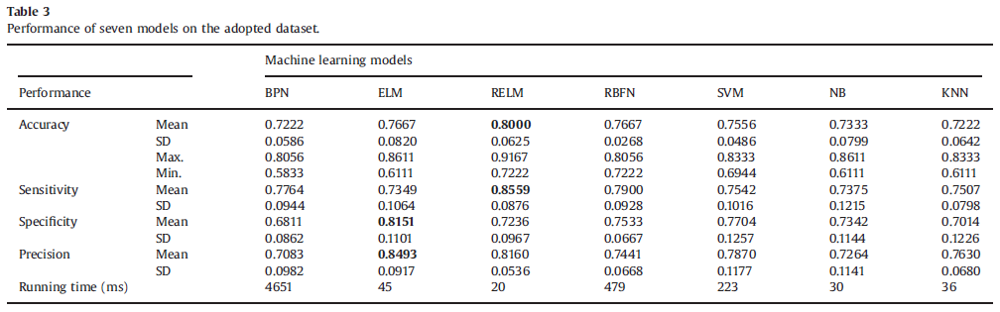 Table 3
Performance of seven models on the adopted dataset.
Machine learning models
Performance BPN ELM RELM RBFN SVM NB KNN
Accuracy Mean 0.7222 0.7667 0.8000 0.7667 0.7556 0.7333 0.7222
SD 0.0586 0.0820 0.0625 0.0268 0.0486 0.0799 0.0642
Max. 0.8056 0.8611 0.9167 0.8056 0.8333 0.8611 0.8333
Min. 0.5833 0.6111 0.7222 0.7222 0.6944 0.6111 0.6111
Sensitivity Mean 0.7764 0.7349 0.8559 0.7900 0.7542 0.7375 0.7507
SD 0.0944 0.1064 0.0876 0.0928 0.1016 0.1215 0.0798
Specificity Mean 0.6811 0.8151 0.7236 0.7533 0.7704 0.7342 0.7014
SD 0.0862 0.1101 0.0967 0.0667 0.1257 0.1144 0.1226
Precision Mean 0.7083 0.8493 0.8160 0.7441 0.7870 0.7264 0.7630
SD 0.0982 0.0917 0.0536 0.0668 0.1177 0.1141 0.0680
Running time (ms) 4651 45 20 479 223 30 36